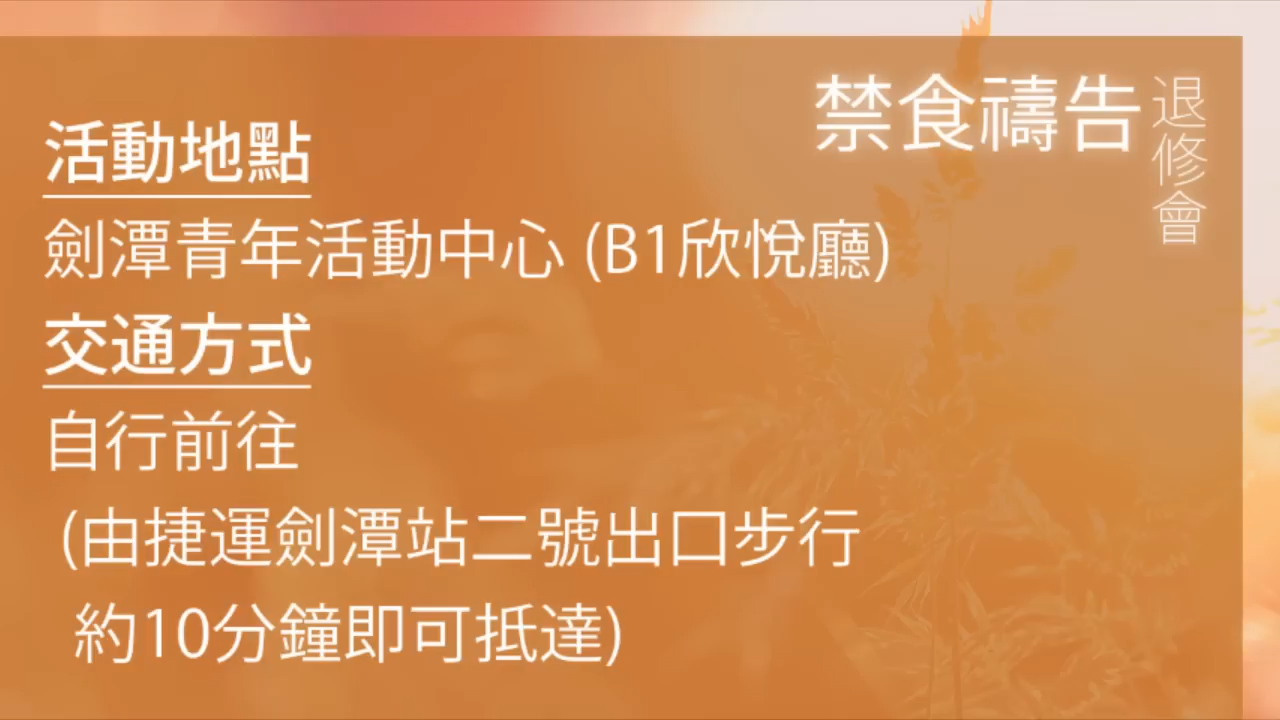 禁食禱告
退修會
活動地點
劍潭青年活動中心 (B1欣悅廳)
交通方式
自行前往
(由捷運劍潭站二號出口步行
約10分鐘即可抵達)